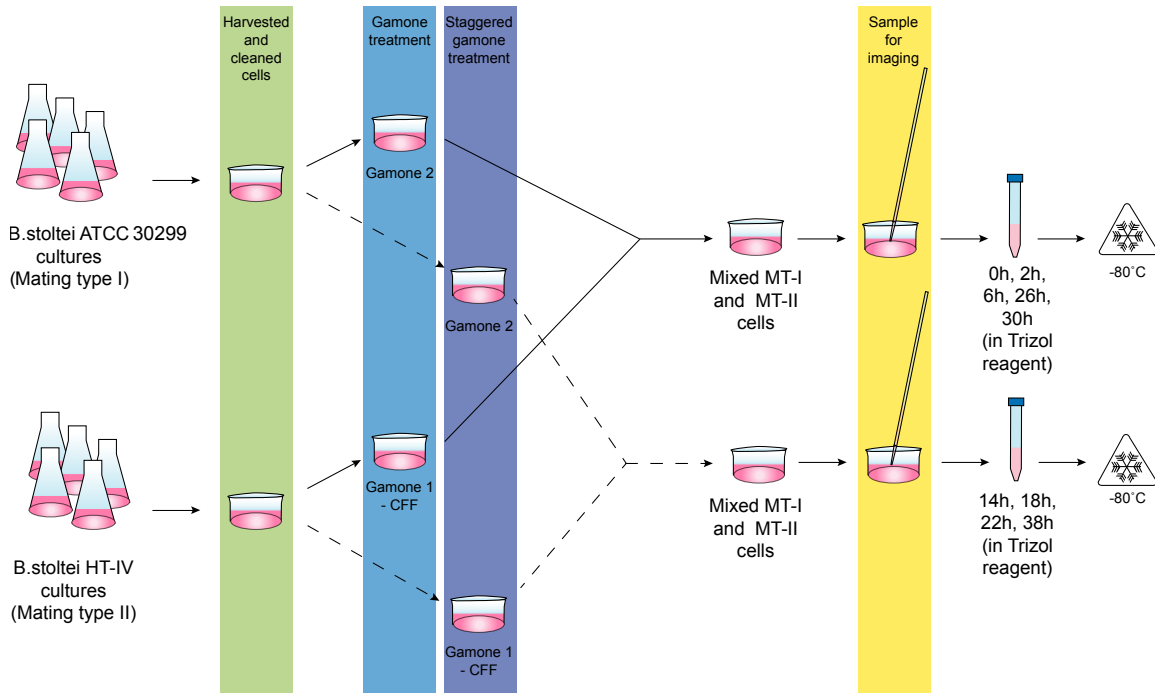 Harvested
and
cleaned
cells
Gamone
treatment
Staggered
gamone
treatment
Sample
for
imaging
B.stoltei ATCC 30299
cultures
(Mating type I)
Gamone 2
Gamone 2
Mixed MT-I
and MT-II
cells
0h, 2h,
6h, 26h,
30h
(in Trizol
reagent)
-80˚C
B.stoltei HT-IV
cultures
(Mating type II)
Gamone 1
- CFF
Gamone 1
- CFF
Mixed MT-I
and MT-II
cells
14h, 18h,
22h, 38h
(in Trizol
reagent)
-80˚C